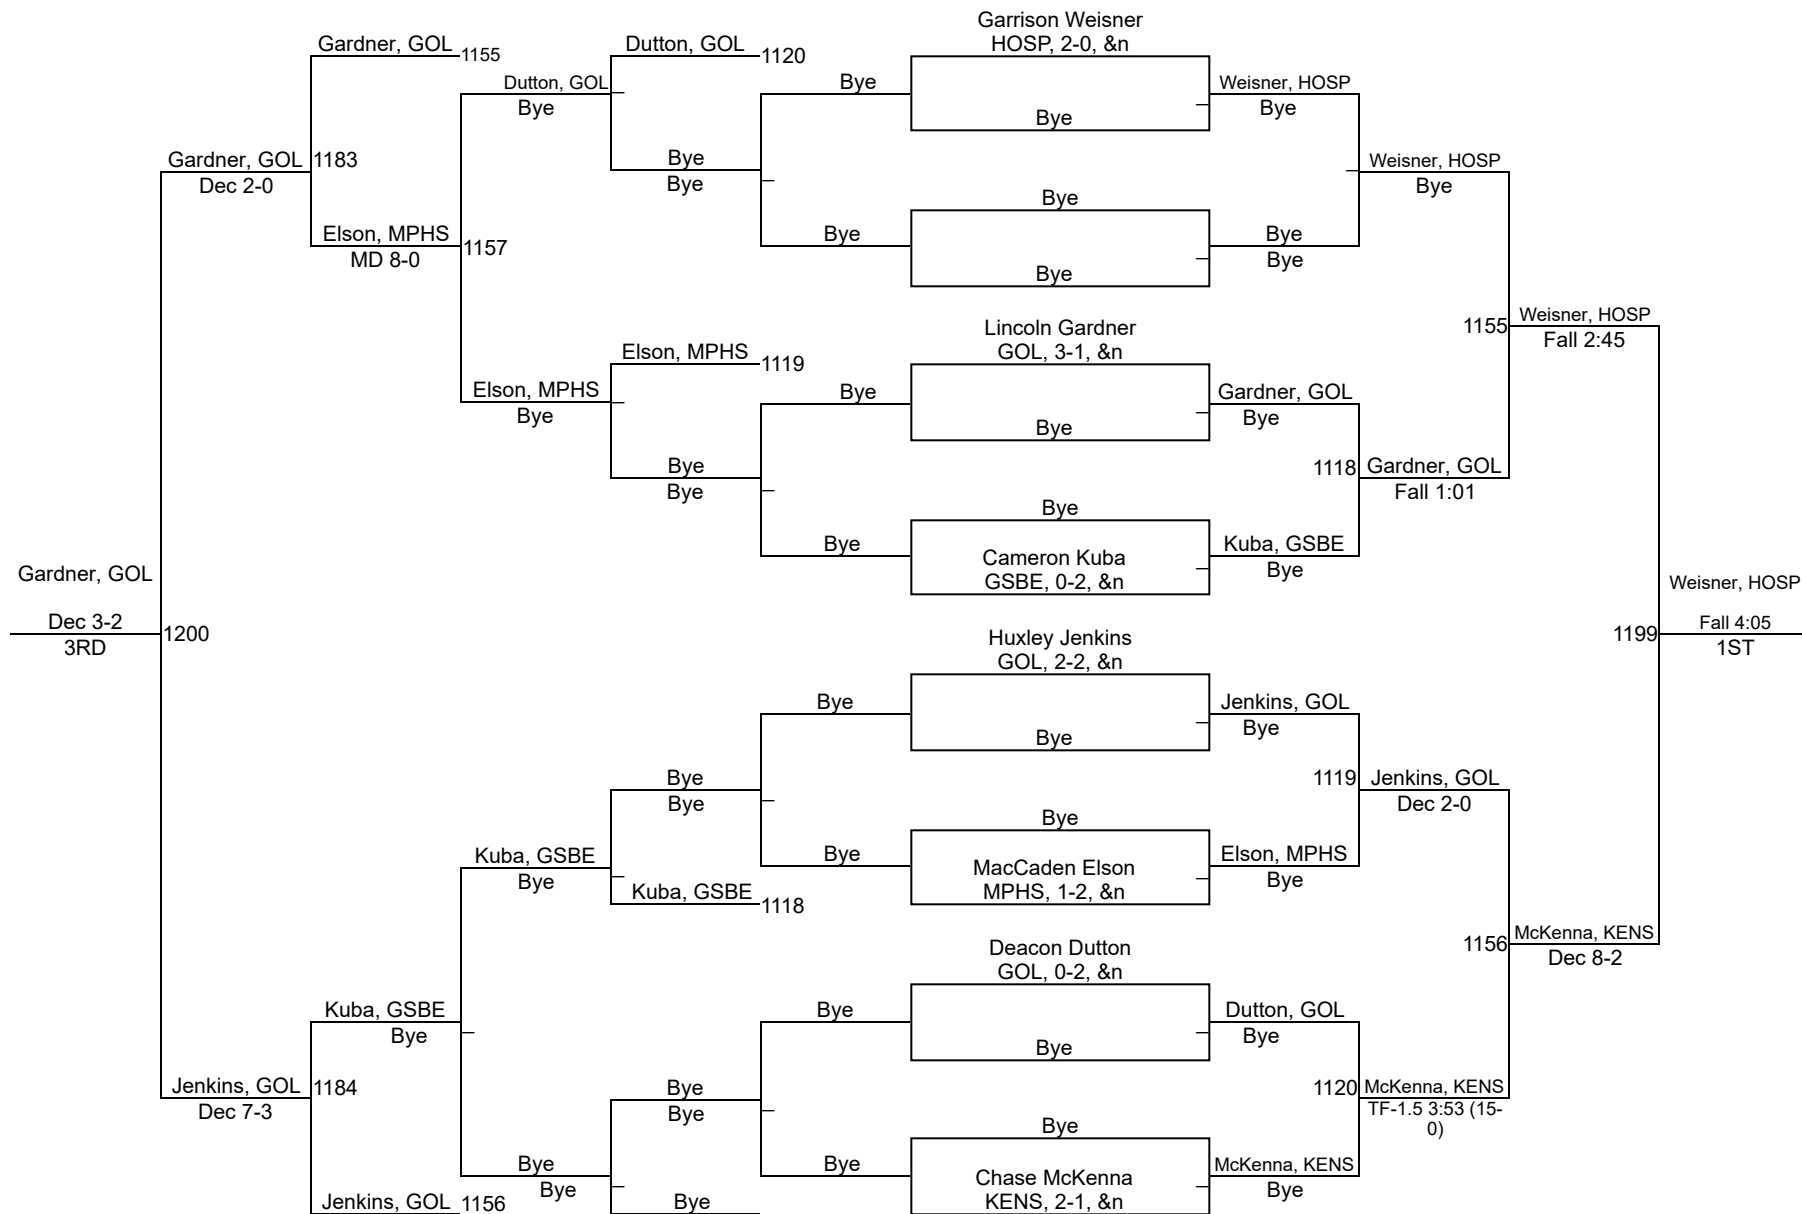 Garrison Weisner
HOSP, 2-0, &n
Gardner, GOL
1155
Dutton, GOL
1120
Dutton, GOL
Bye
Bye
Weisner, HOSP
Bye
Bye
Gardner, GOL
1183
Dec 2-0
Bye
Bye
Weisner, HOSP
Bye
Bye
Elson, MPHS
1157
MD 8-0
Bye
Bye
Bye
Bye
Lincoln Gardner
GOL, 3-1, &n
1155
Weisner, HOSP
Fall 2:45
Elson, MPHS
1119
Elson, MPHS
Bye
Bye
Gardner, GOL
Bye
Bye
Bye
Bye
1118
Gardner, GOL
Fall 1:01
Bye
Bye
Cameron Kuba
GSBE, 0-2, &n
Kuba, GSBE
Bye
Gardner, GOL
Dec 3-2
3RD
1200
Weisner, HOSP
1199
Fall 4:05
1ST
Huxley Jenkins
GOL, 2-2, &n
Bye
Bye
Jenkins, GOL
Bye
Bye
Bye
1119
Jenkins, GOL
Dec 2-0
Bye
Kuba, GSBE
Bye
Bye
MacCaden Elson
MPHS, 1-2, &n
Elson, MPHS
Bye
Kuba, GSBE
1118
1156
McKenna, KENS
Dec 8-2
Deacon Dutton
GOL, 0-2, &n
Kuba, GSBE
Bye
Bye
Bye
Dutton, GOL
Bye
Jenkins, GOL
1184
Dec 7-3
Bye
Bye
1120
McKenna, KENS
TF-1.5 3:53 (15-
0)
Bye
Bye
Bye
Bye
Chase McKenna
KENS, 2-1, &n
McKenna, KENS
Bye
Jenkins, GOL
1156
Bye